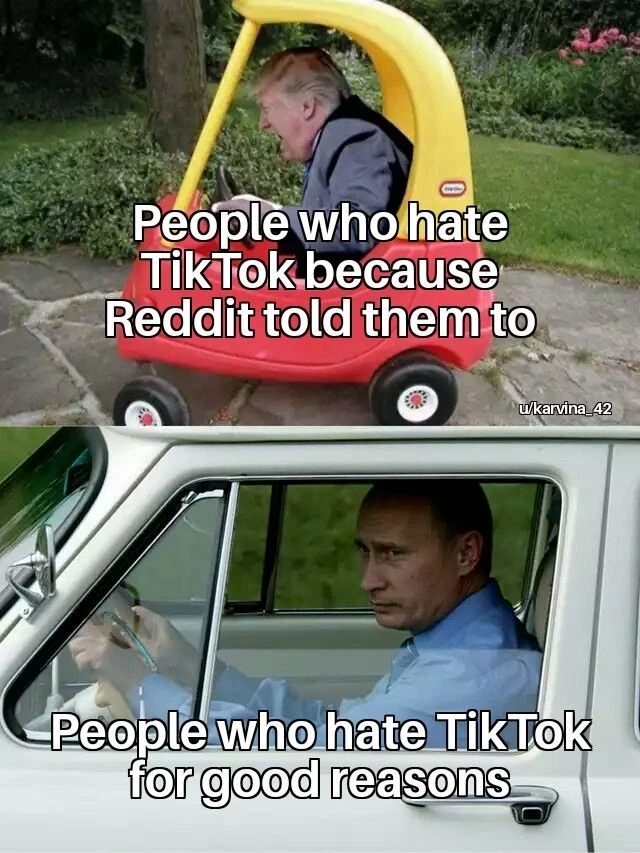 People who hate
TikTok because
Reddit told them to
u/karvina_42
People who hate TikTok
for good reasons